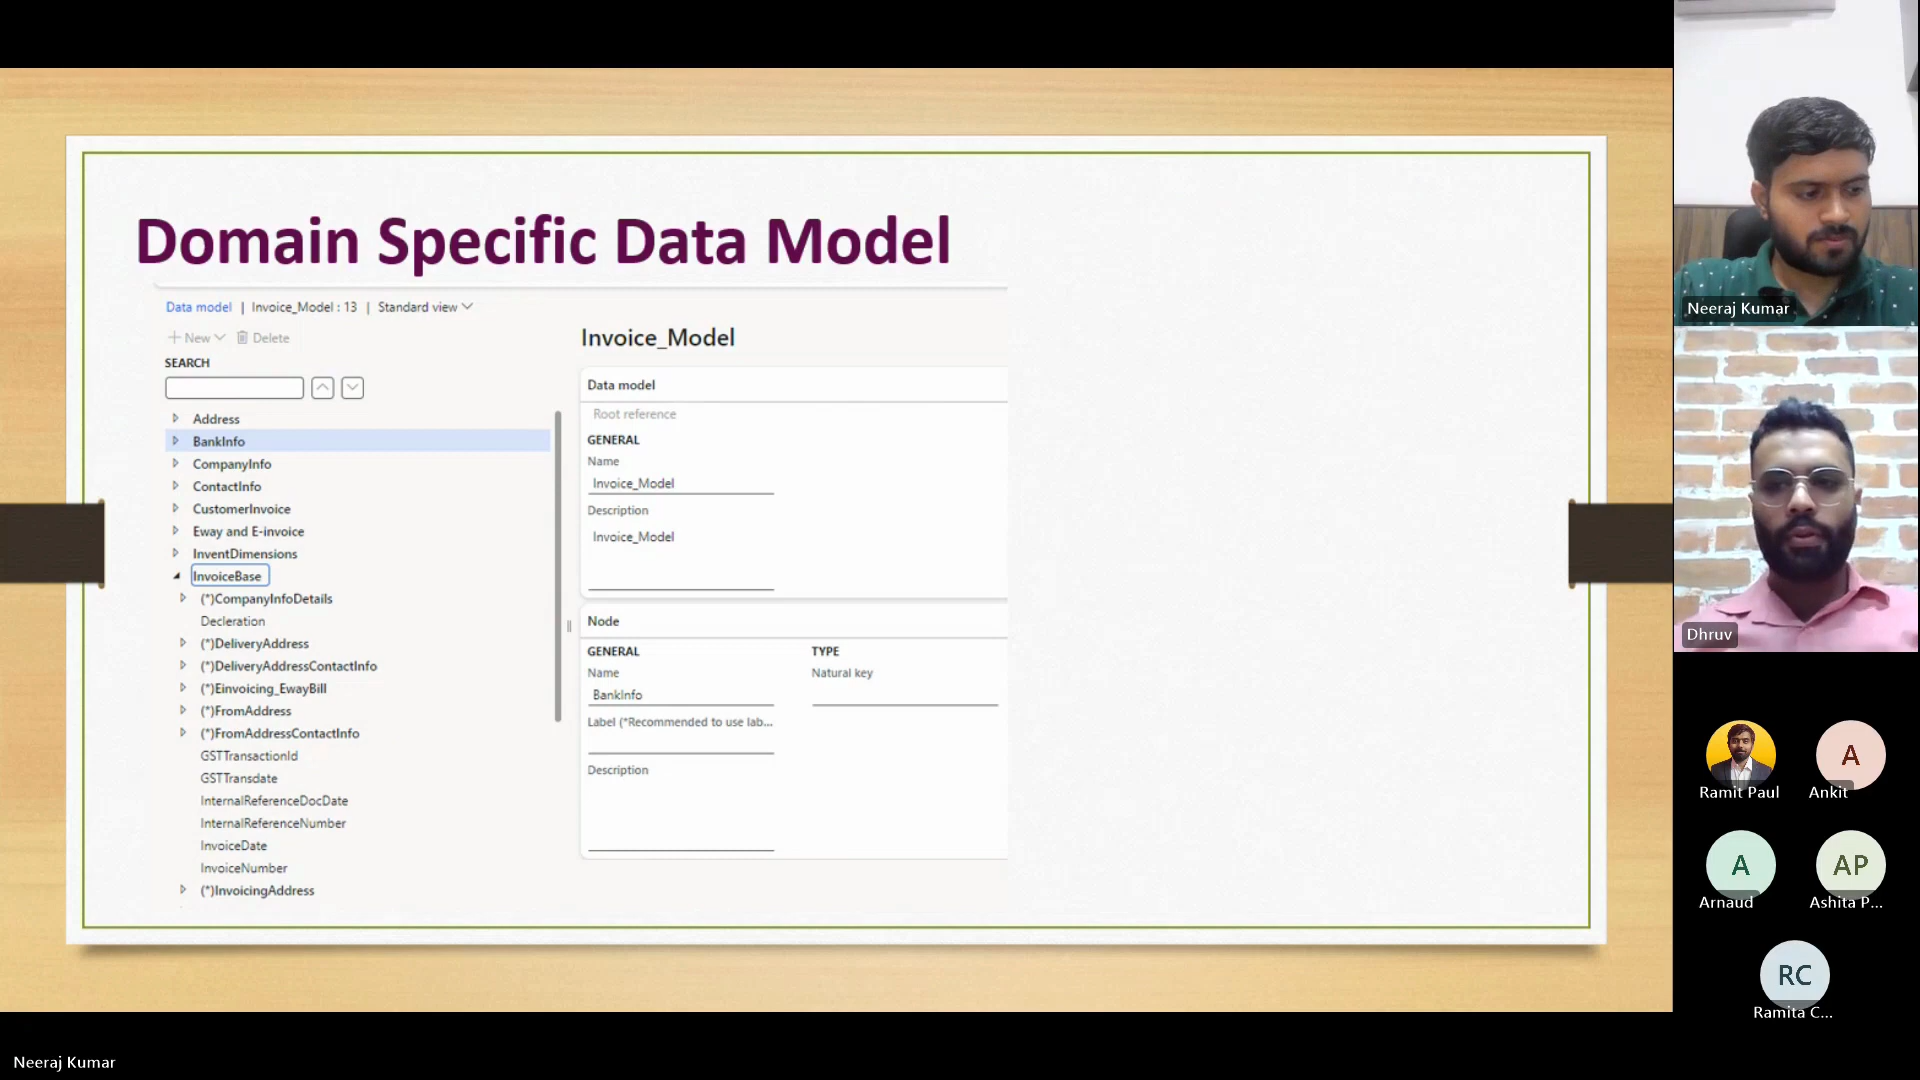 Domain Specific Data Model
Data model | Invoice_Model : 13 | Standard view
New Delete
SEARCH
Address
BankInfo
CompanyInfo
ContactInfo
CustomerInvoice
Eway and E-invoice
InventDimensions
InvoiceBase
(*)CompanyInfoDetails
Decleration
(*)DeliveryAddress
(*)DeliveryAddressContactInfo
(*)Einvoicing_EwayBill
(*)FromAddress
(*)FromAddressContactInfo
GSTTransactionId
GSTTransdate
InternalReferenceDocDate
InternalReferenceNumber
InvoiceDate
InvoiceNumber
(*)InvoicingAddress
Invoice_Model
Data model
Root reference
GENERAL
Name
Invoice_Model
Description
Invoice_Model
Node
GENERAL TYPE
Name Natural key
BankInfo
Label (*Recommended to use lab...
Description
Neeraj Kumar
Dhruv
Ramit Paul
A
Ankit
A
Arnaud
AP
Ashita P...
RC
Ramita C...
Neeraj Kumar